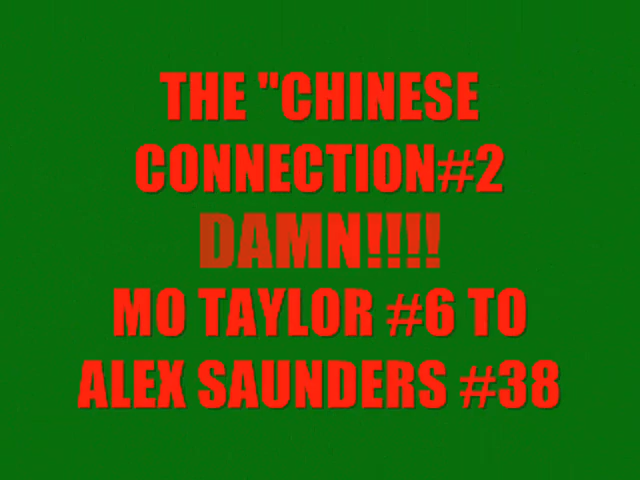 THE "CHINESE
CONNECTION#2
DAMN!!!!
MO TAYLOR #6 TO
ALEX SAUNDERS #38